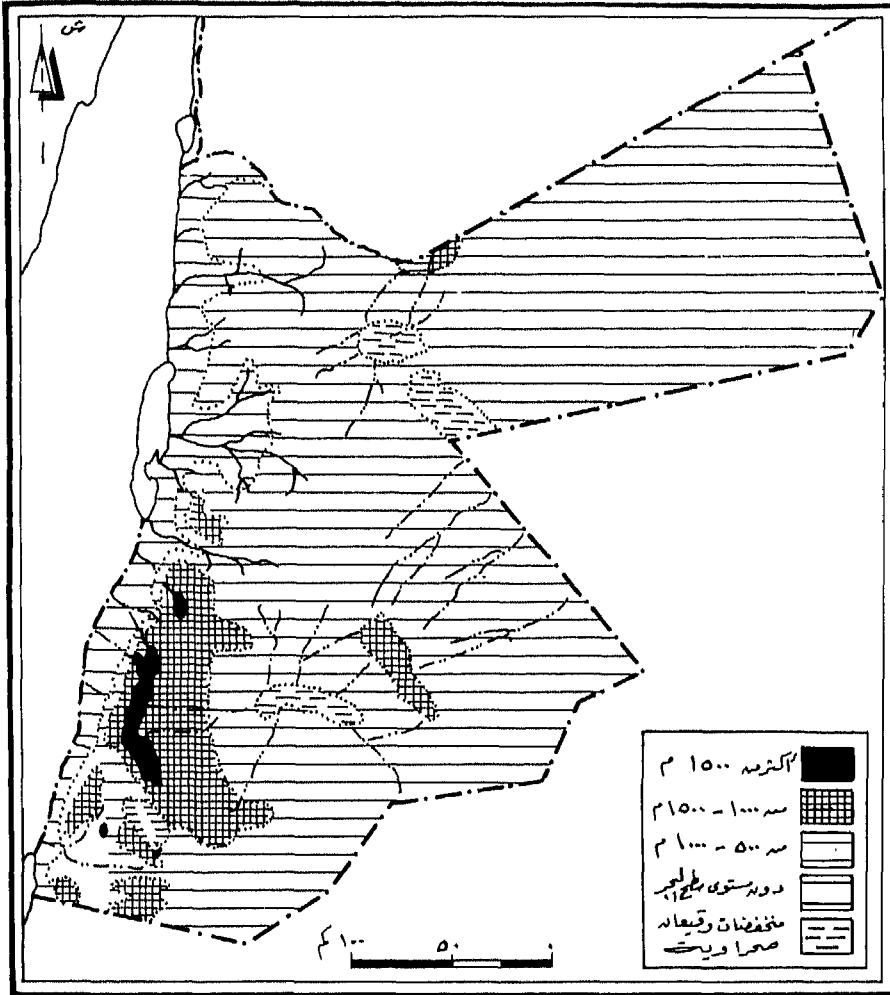 ش
أكثر من ١٥٠٠ م
من ١٠٠٠ - ١٥٠٠ م
من ٥٠٠ - ١٠٠٠ م
دون مستوى سطح البحر
منخفضات وقيعان
صحراوية
١٠٠ كم ٥٠ ٠